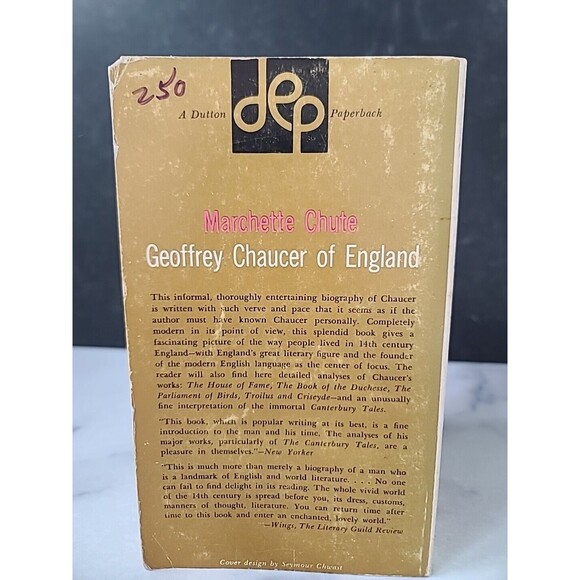 250
dep
A Dutton Paperback
Marchette Chute
Geoffrey Chaucer of England
This informal, thoroughly entertaining biography of Chaucer
is written with such verve and pace that it seems as if the
author must have known Chaucer personally. Completely
modern in its point of view, this splendid book gives a
fascinating picture of the way people lived in 14th century
England—with England's great literary figure and the founder
of the modern English language as the center of focus. The
reader will also find here detailed analyses of Chaucer's
works: The House of Fame, The Book of the Duchesse, The
Parliament of Birds, Troilus and Criseyde—and an unusually
fine interpretation of the immortal Canterbury Tales.
"This book, which is popular writing at its best, is a fine
introduction to the man and his time. The analyses of his
major works, particularly of The Canterbury Tales, are a
pleasure in themselves."—New Yorker
"This is much more than merely a biography of a man who
is a landmark of English and world literature. . . . No one
can fail to find delight in its reading. The whole vivid world
of the 14th century is spread before you, its dress, customs,
manners of thought, literature. You can return time after
time to this book and enter an enchanted, lovely world."
—Wings, The Literary Guild Review
Cover design by Seymour Chwast